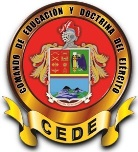 COMANDO DE EDUCACIÓN Y DOCTRINA DEL EJÉRCITO
CEDE